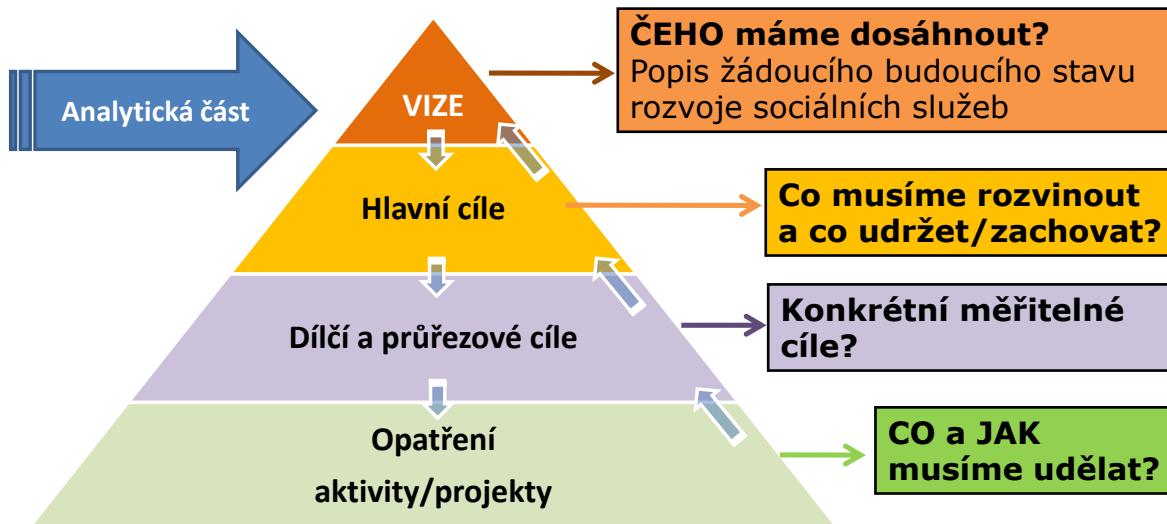 Analytická část
VIZE
ČEHO máme dosáhnout?
Popis žádoucího budoucího stavu
rozvoje sociálních služeb
Hlavní cíle
Co musíme rozvinout
a co udržet/zachovat?
Dílčí a průřezové cíle
Konkrétní měřitelné
cíle?
Opatření
aktivity/projekty
CO a JAK
musíme udělat?